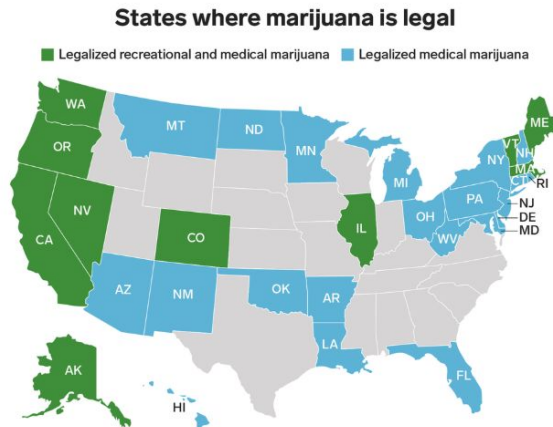 States where marijuana is legal
Legalized recreational and medical marijuana Legalized medical marijuana
WA
ME
MT ND
VT NH
OR MN
NY MA
MI CT RI
NV PA NJ
OH DE
CA CO IL WV MD
AZ NM OK AR
LA
AK FL
HI